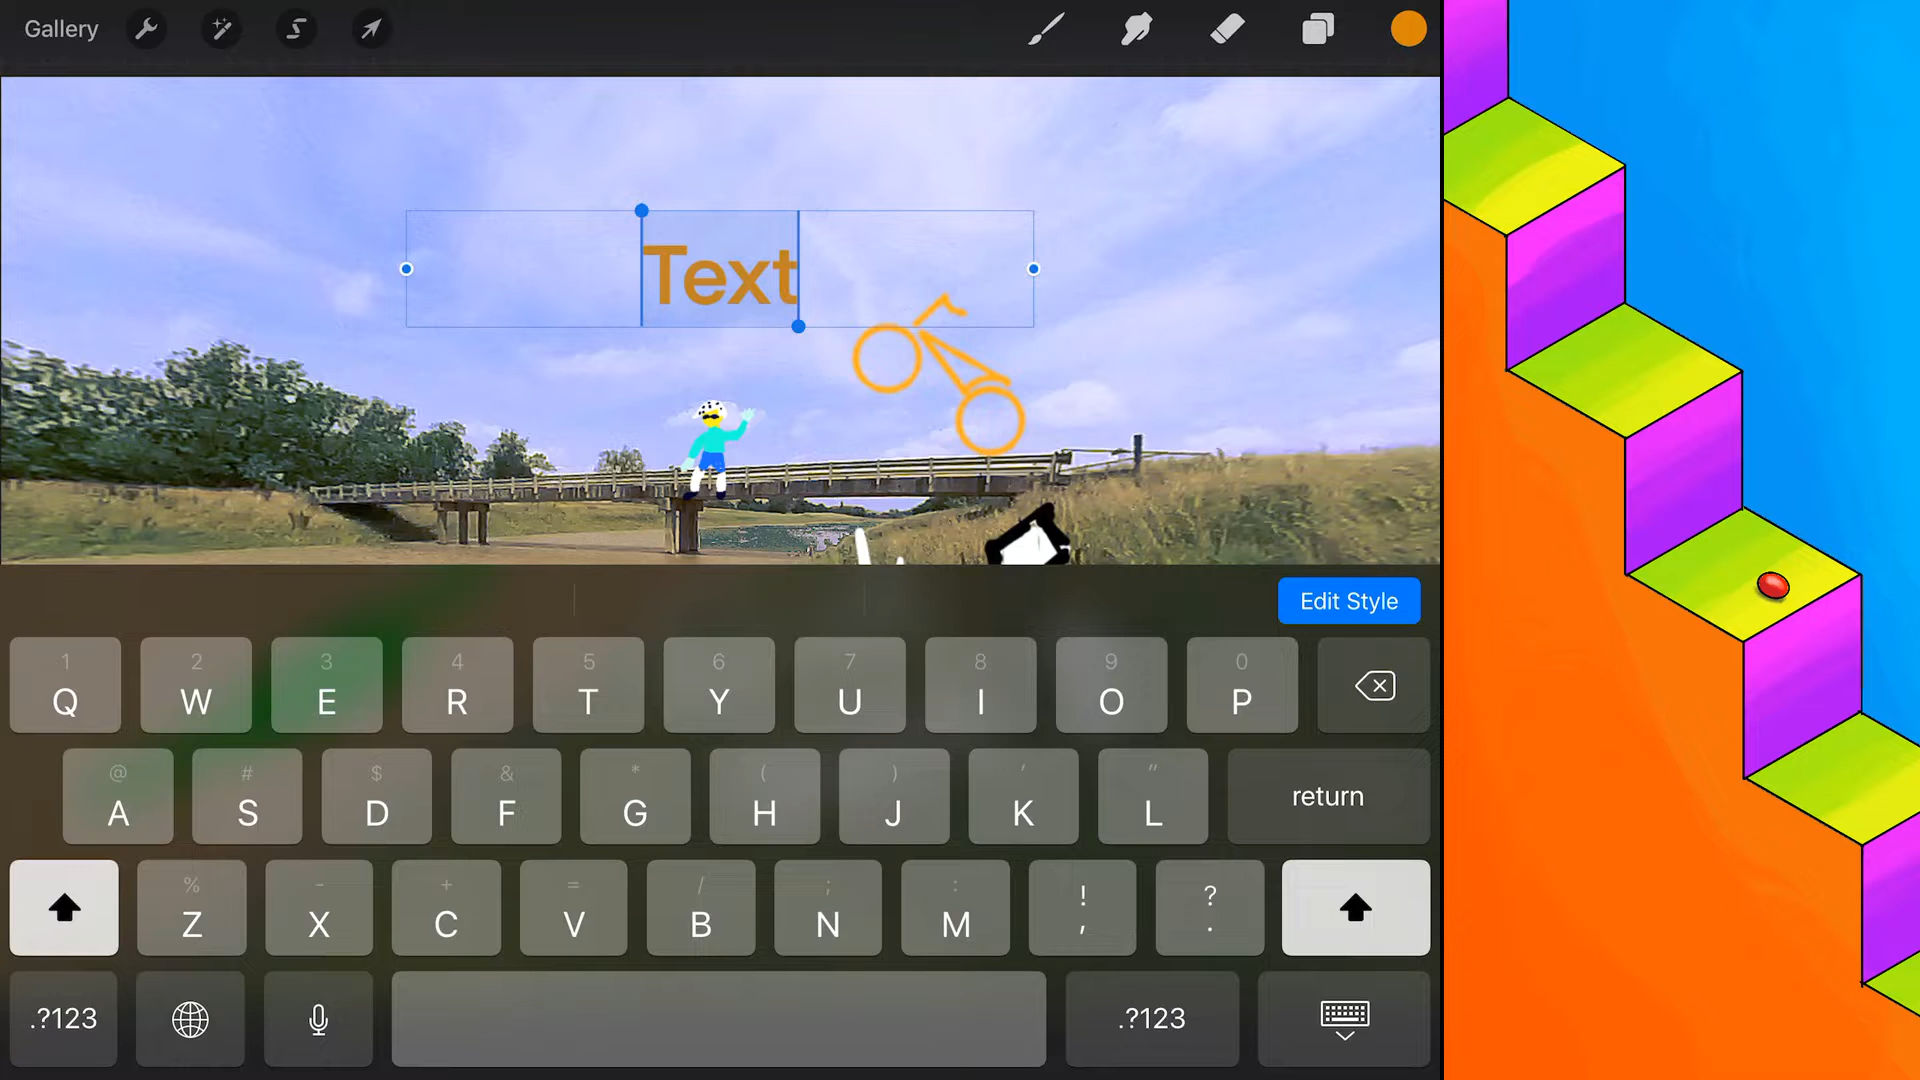 Gallery
Text
Edit Style
1 2 3 4 5 6 7 8 9 0
Q W E R T Y U I O P
@ # $ & * ( ) ' "
A S D F G H J K L return
% - + = / ; : ! ?
Z X C V B N M , .
.?123 .?123